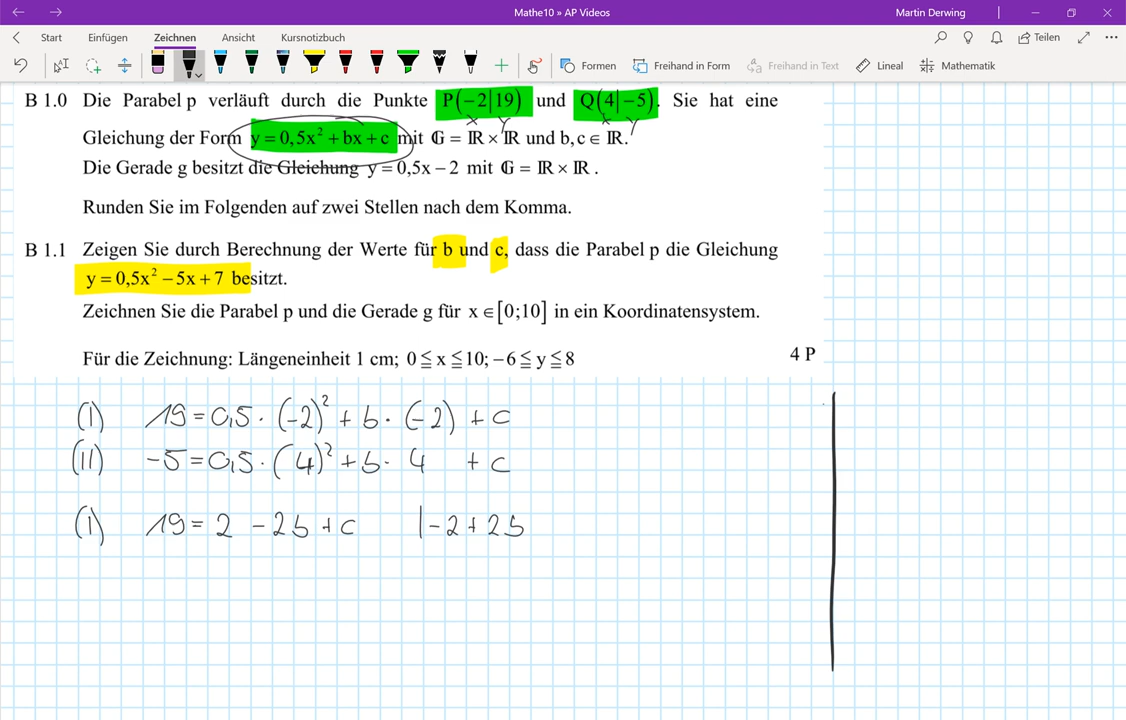 Mathe10 » AP Videos
Martin Derwing
Start Einfügen Zeichnen Ansicht Kursnotizbuch
Teilen
Formen Freihand in Form Freihand in Text Lineal Mathematik
B 1.0 Die Parabel p verläuft durch die Punkte P(−2|19) und Q(4|−5). Sie hat eine
x y x y
Gleichung der Form y = 0,5x² + bx + c mit 𝔾 = ℝ × ℝ und b, c ∈ ℝ.
Die Gerade g besitzt die Gleichung y = 0,5x − 2 mit 𝔾 = ℝ × ℝ .
Runden Sie im Folgenden auf zwei Stellen nach dem Komma.
B 1.1 Zeigen Sie durch Berechnung der Werte für b und c, dass die Parabel p die Gleichung
y = 0,5x² − 5x + 7 besitzt.
Zeichnen Sie die Parabel p und die Gerade g für x ∈ [0;10] in ein Koordinatensystem.
Für die Zeichnung: Längeneinheit 1 cm; 0 ≦ x ≦ 10; −6 ≦ y ≦ 8 4 P
(I) 19 = 0,5 · (−2)² + b · (−2) + c
(II) −5 = 0,5 · (4)² + b · 4 + c
(I) 19 = 2 − 2b + c | −2 + 2b